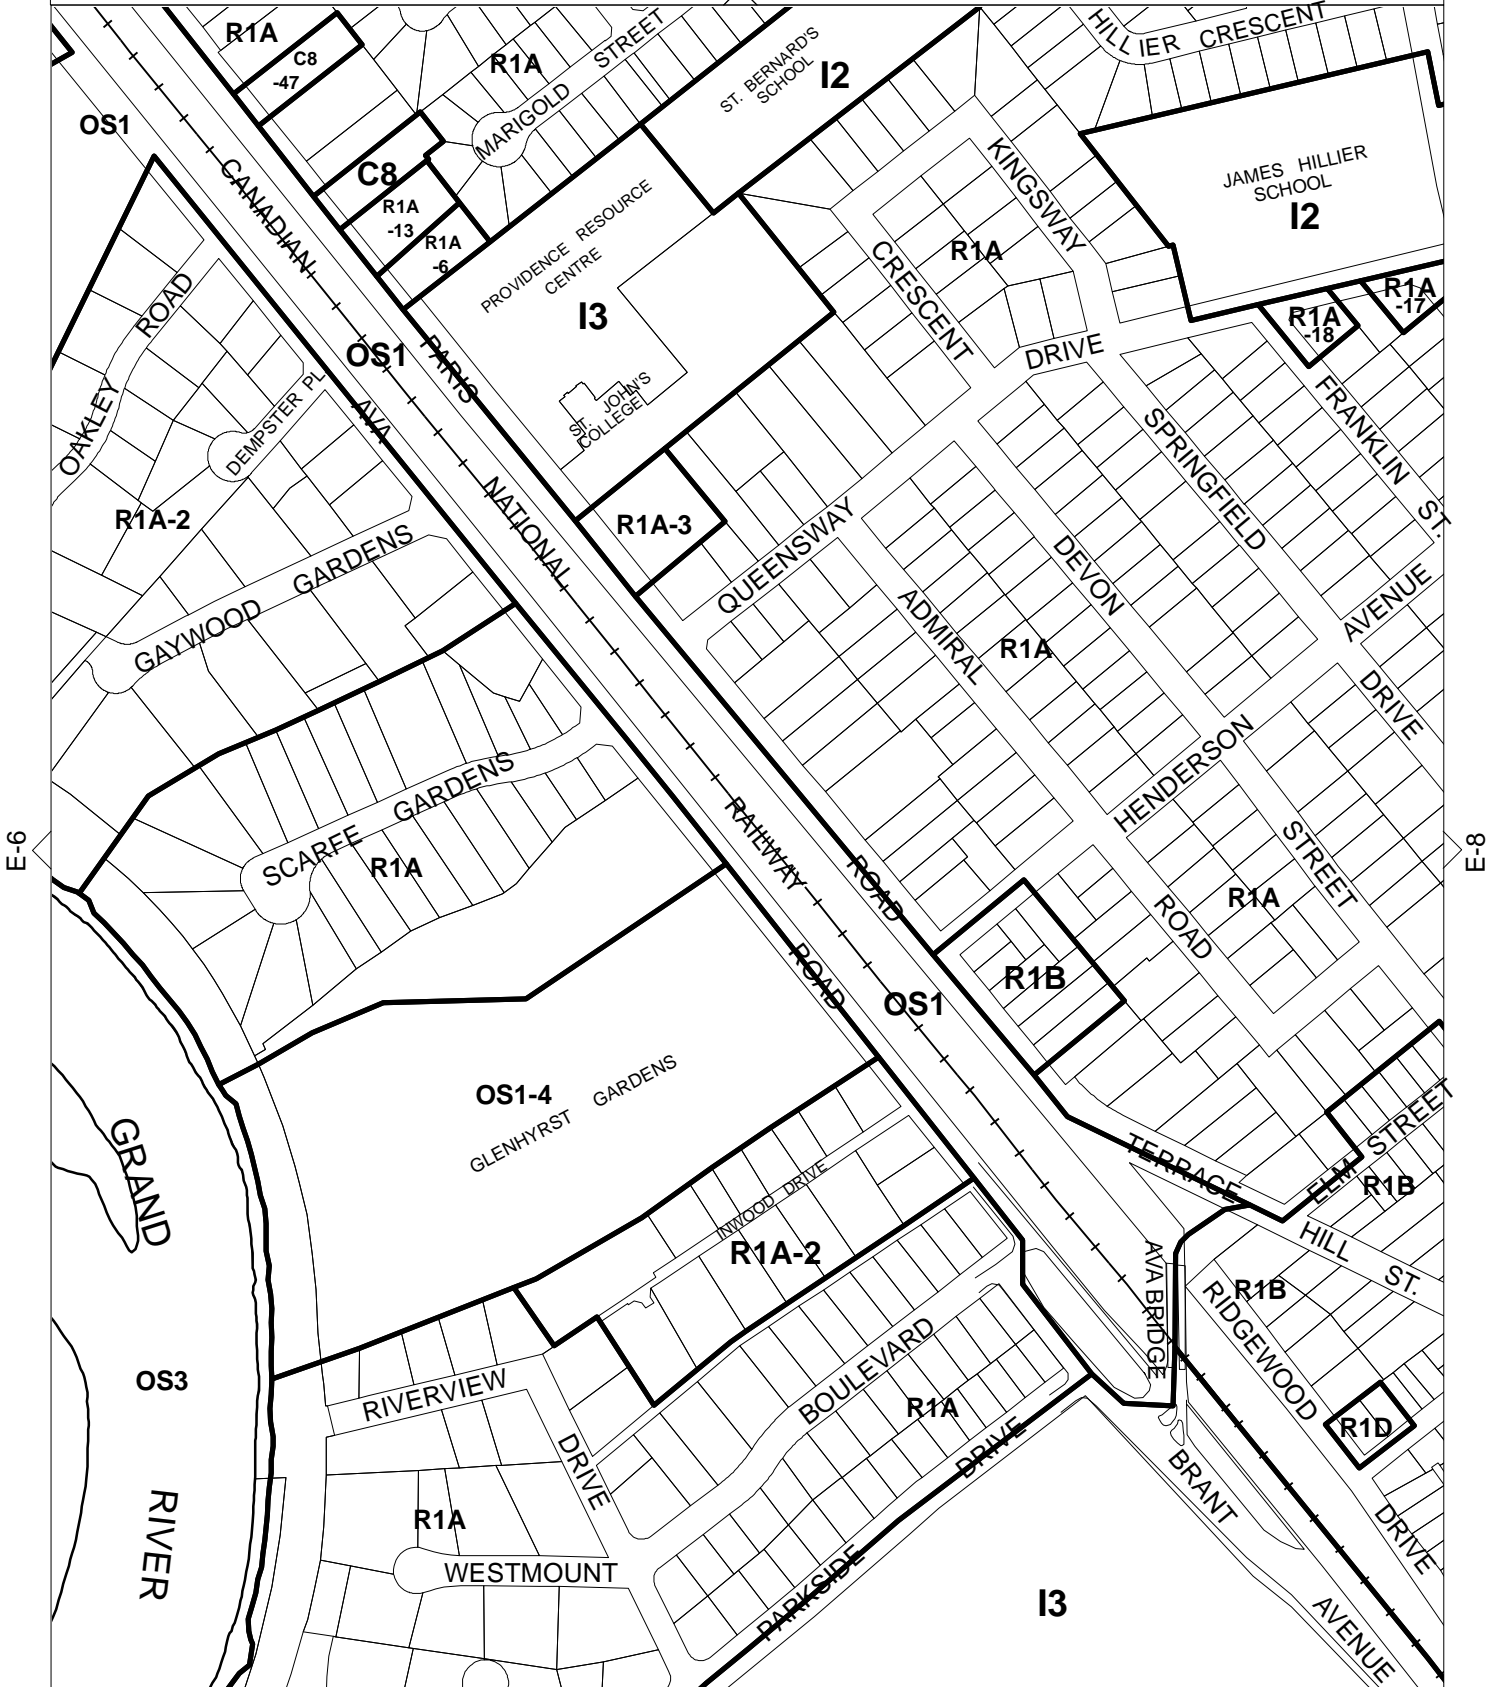 R1A
C8
-47
OS1
R1A
MARIGOLD STREET
ST. BERNARD'S
SCHOOL
I2
HILLIER CRESCENT
JAMES HILLIER
SCHOOL
I2
C8
R1A
-13
R1A
-6
CANADIAN
PROVIDENCE RESOURCE
CENTRE
I3
KINGSWAY
R1A
CRESCENT
DRIVE
R1A
-17
R1A
-18
OAKLEY ROAD
OS1
PARIS
AVA
DEMPSTER PL
ST. JOHN'S
COLLEGE
SPRINGFIELD
FRANKLIN ST.
R1A-2
R1A-3
NATIONAL
QUEENSWAY
GAYWOOD GARDENS
DEVON
ADMIRAL
R1A
AVENUE
DRIVE
HENDERSON
SCARFE GARDENS
R1A
RAILWAY
ROAD
STREET
E-6
E-8
R1A
ROAD
R1B
ROAD
OS1
OS1-4
GLENHYRST GARDENS
GRAND
TERRACE
ELM STREET
R1B
INWOOD DRIVE
R1A-2
HILL ST.
AVA BRIDGE
R1B
RIDGEWOOD
OS3
RIVERVIEW
BOULEVARD
R1A
R1D
DRIVE
DRIVE
BRANT
RIVER
R1A
WESTMOUNT
DRIVE
PARKSIDE
I3
AVENUE